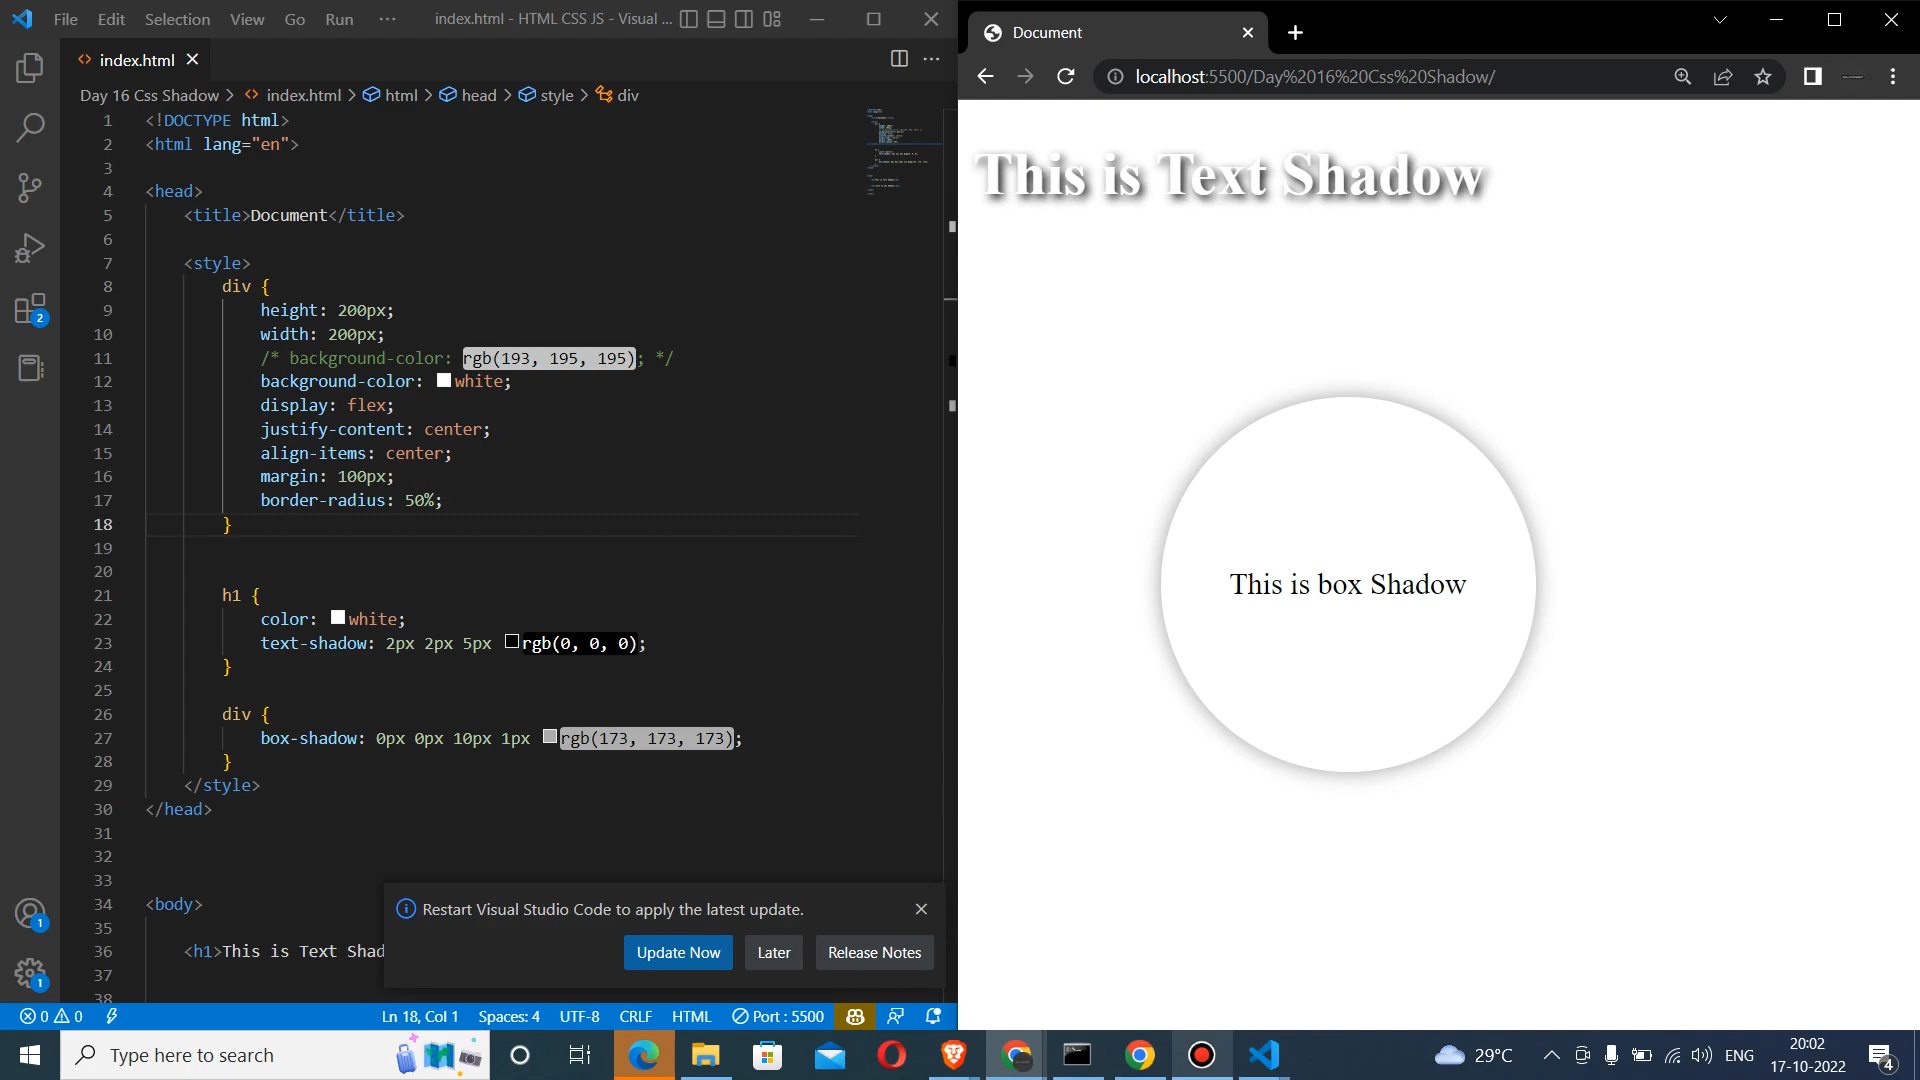 File Edit Selection View Go Run ··· index.html - HTML CSS JS - Visual ...
index.html
Day 16 Css Shadow > index.html > html > head > style > div
1 <!DOCTYPE html>
2 <html lang="en">
3
4 <head>
5 <title>Document</title>
6
7 <style>
8 div {
9 height: 200px;
10 width: 200px;
11 /* background-color: rgb(193, 195, 195); */
12 background-color: white;
13 display: flex;
14 justify-content: center;
15 align-items: center;
16 margin: 100px;
17 border-radius: 50%;
18 }
19
20
21 h1 {
22 color: white;
23 text-shadow: 2px 2px 5px rgb(0, 0, 0);
24 }
25
26 div {
27 box-shadow: 0px 0px 10px 1px rgb(173, 173, 173);
28 }
29 </style>
30 </head>
31
32
33
34 <body>
35
36 <h1>This is Text Shad
37
38
2
1
1
Restart Visual Studio Code to apply the latest update.
Update Now Later Release Notes
0 0 Ln 18, Col 1 Spaces: 4 UTF-8 CRLF HTML Port : 5500
Document
localhost:5500/Day%2016%20Css%20Shadow/
This is Text Shadow
This is box Shadow
Type here to search
29°C ENG
20:02
17-10-2022
4